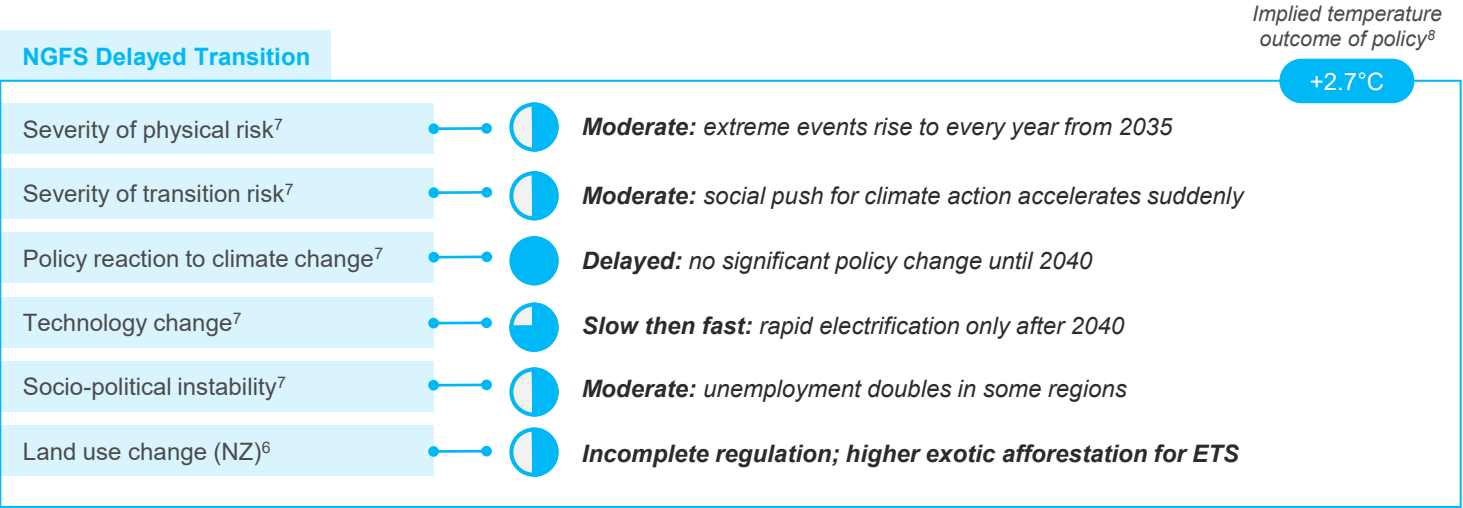 Implied temperature
outcome of policy⁸
NGFS Delayed Transition
+2.7°C
Severity of physical risk⁷
Moderate: extreme events rise to every year from 2035
Severity of transition risk⁷
Moderate: social push for climate action accelerates suddenly
Policy reaction to climate change⁷
Delayed: no significant policy change until 2040
Technology change⁷
Slow then fast: rapid electrification only after 2040
Socio-political instability⁷
Moderate: unemployment doubles in some regions
Land use change (NZ)⁶
Incomplete regulation; higher exotic afforestation for ETS